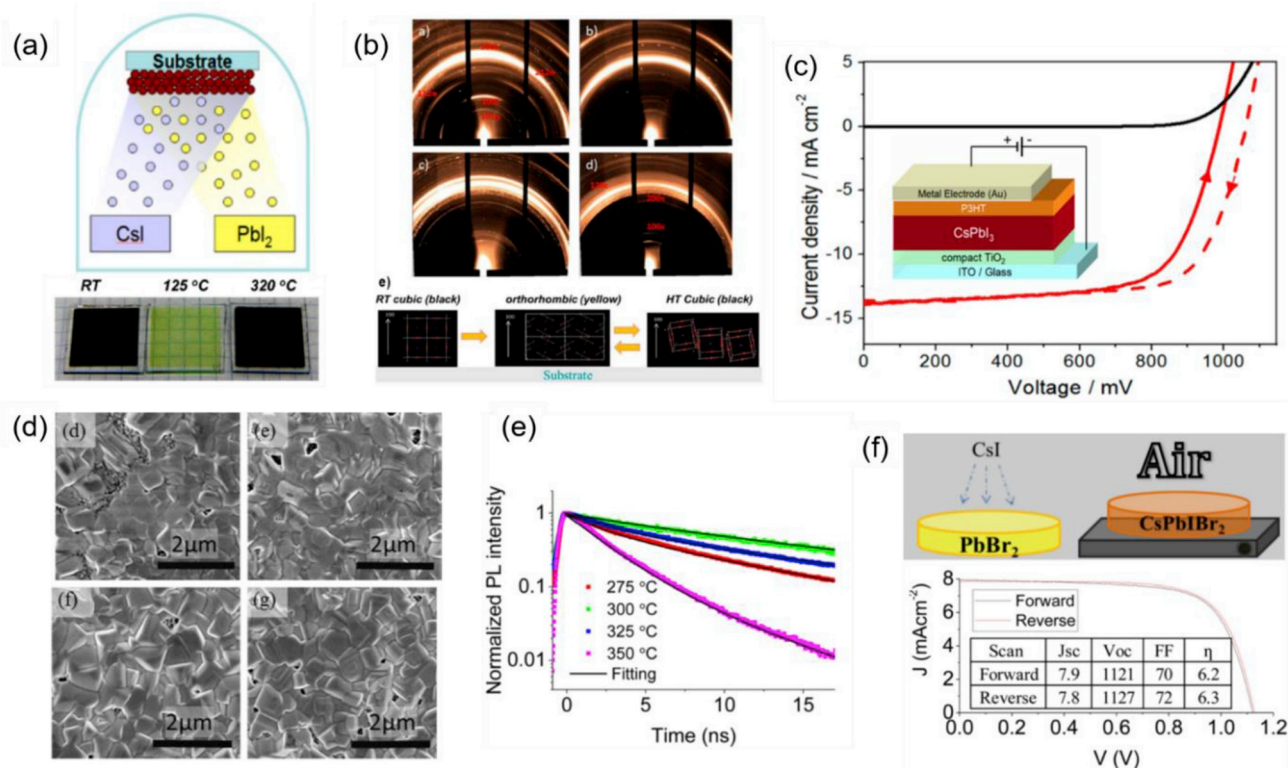 (a)
Substrate
CsI
PbI2
RT 125 °C 320 °C
(b)
a)
b)
c)
d)
e)
RT cubic (black)
orthorhombic (yellow)
HT Cubic (black)
Substrate
(c)
Current density / mA cm-2
5
0
-5
-10
-15
+ -
Metal Electrode (Au)
P3HT
CsPbI3
compact TiO2
ITO / Glass
0 200 400 600 800 1000
Voltage / mV
(d)
(d)
2μm
(e)
2μm
(f)
2μm
(g)
2μm
(e)
Normalized PL intensity
1
0.1
0.01
275 °C
300 °C
325 °C
350 °C
Fitting
0 5 10 15
Time (ns)
(f)
CsI
PbBr2
Air
CsPbIBr2
J (mAcm-2)
8
6
4
2
0
Forward
Reverse
Scan Jsc Voc FF η
Forward 7.9 1121 70 6.2
Reverse 7.8 1127 72 6.3
0.0 0.2 0.4 0.6 0.8 1.0 1.2
V (V)